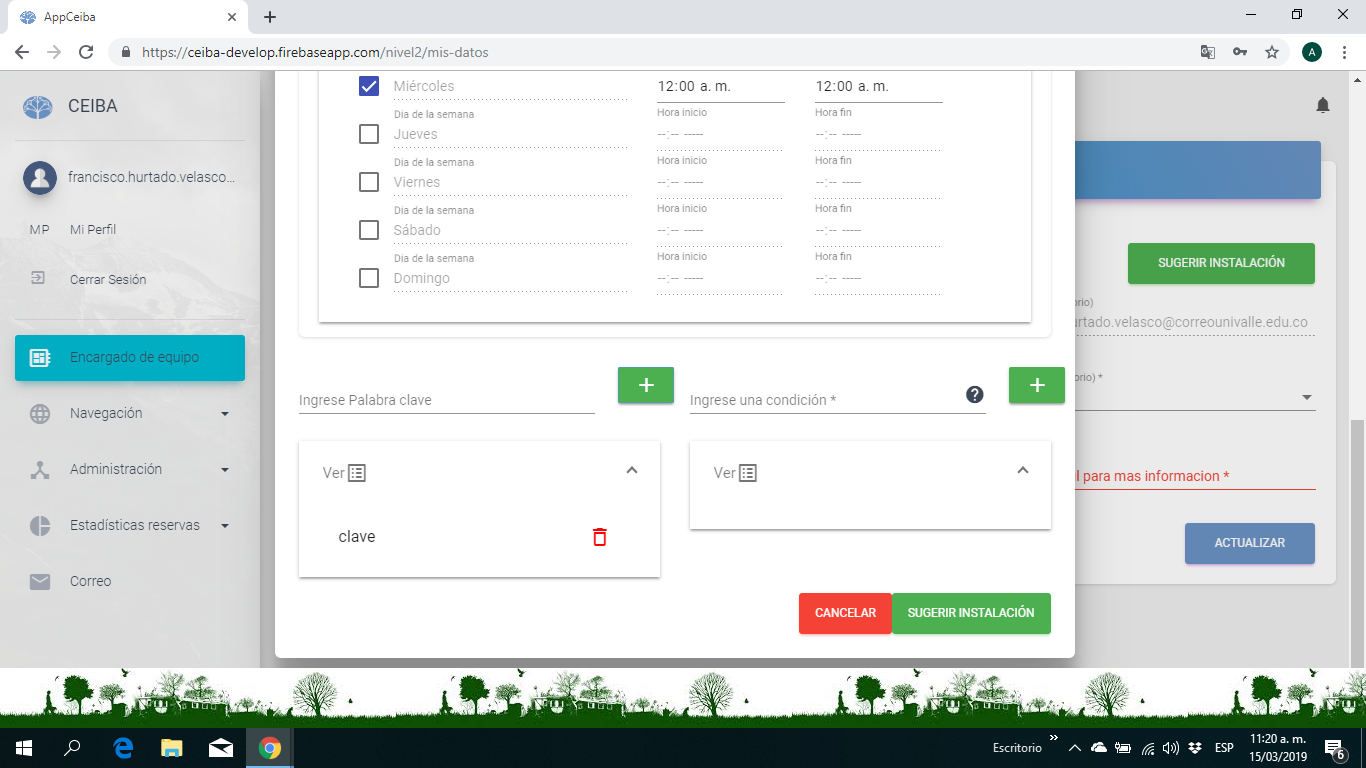 AppCeiba
https://ceiba-develop.firebaseapp.com/nivel2/mis-datos
A
CEIBA
francisco.hurtado.velasco...
MP Mi Perfil
Cerrar Sesión
Encargado de equipo
Navegación
Administración
Estadísticas reservas
Correo
Miércoles 12:00 a. m. 12:00 a. m.
Dia de la semana Hora inicio Hora fin
Jueves --:-- ----- --:-- -----
Dia de la semana Hora inicio Hora fin
Viernes --:-- ----- --:-- -----
Dia de la semana Hora inicio Hora fin
Sábado --:-- ----- --:-- -----
Dia de la semana Hora inicio Hora fin
Domingo --:-- ----- --:-- -----
Ingrese Palabra clave
+
Ingrese una condición *
?
+
Ver
clave
Ver
CANCELAR
SUGERIR INSTALACIÓN
SUGERIR INSTALACIÓN
orio)
urtado.velasco@correounivalle.edu.co
orio) *
l para mas informacion *
ACTUALIZAR
Escritorio
ESP
11:20 a. m.
15/03/2019
6